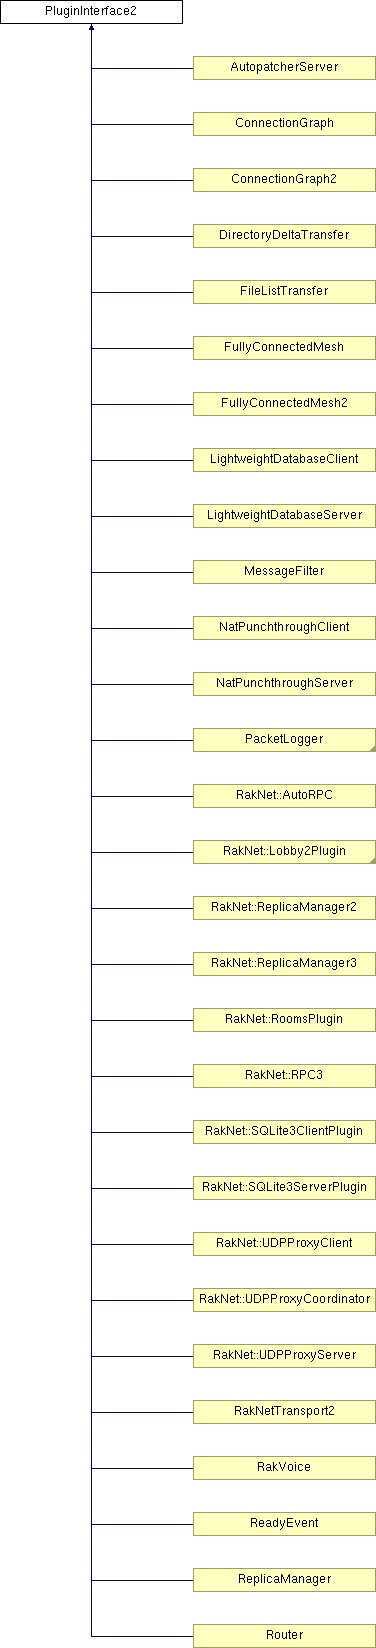 PluginInterface2
AutopatcherServer
ConnectionGraph
ConnectionGraph2
DirectoryDeltaTransfer
FileListTransfer
FullyConnectedMesh
FullyConnectedMesh2
LightweightDatabaseClient
LightweightDatabaseServer
MessageFilter
NatPunchthroughClient
NatPunchthroughServer
PacketLogger
RakNet::AutoRPC
RakNet::Lobby2Plugin
RakNet::ReplicaManager2
RakNet::ReplicaManager3
RakNet::RoomsPlugin
RakNet::RPC3
RakNet::SQLite3ClientPlugin
RakNet::SQLite3ServerPlugin
RakNet::UDPProxyClient
RakNet::UDPProxyCoordinator
RakNet::UDPProxyServer
RakNetTransport2
RakVoice
ReadyEvent
ReplicaManager
Router